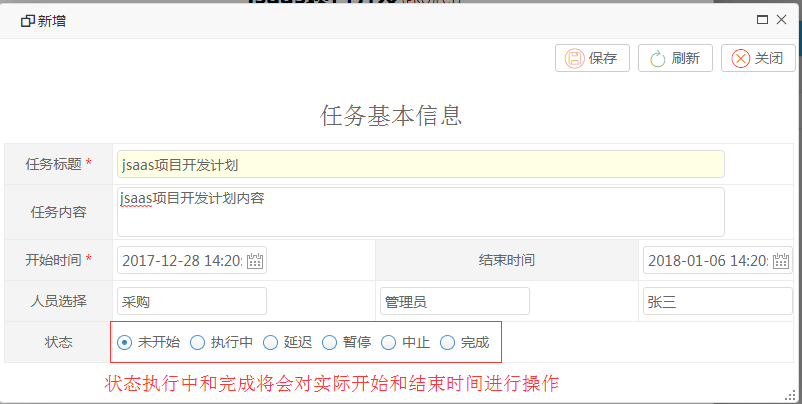 新增
保存 刷新 关闭
任务基本信息
任务标题 * jsaas项目开发计划
任务内容 jsaas项目开发计划内容
开始时间 * 2017-12-28 14:20: 结束时间 2018-01-06 14:20:
人员选择 采购 管理员 张三
状态 未开始 执行中 延迟 暂停 中止 完成
状态执行中和完成将会对实际开始和结束时间进行操作